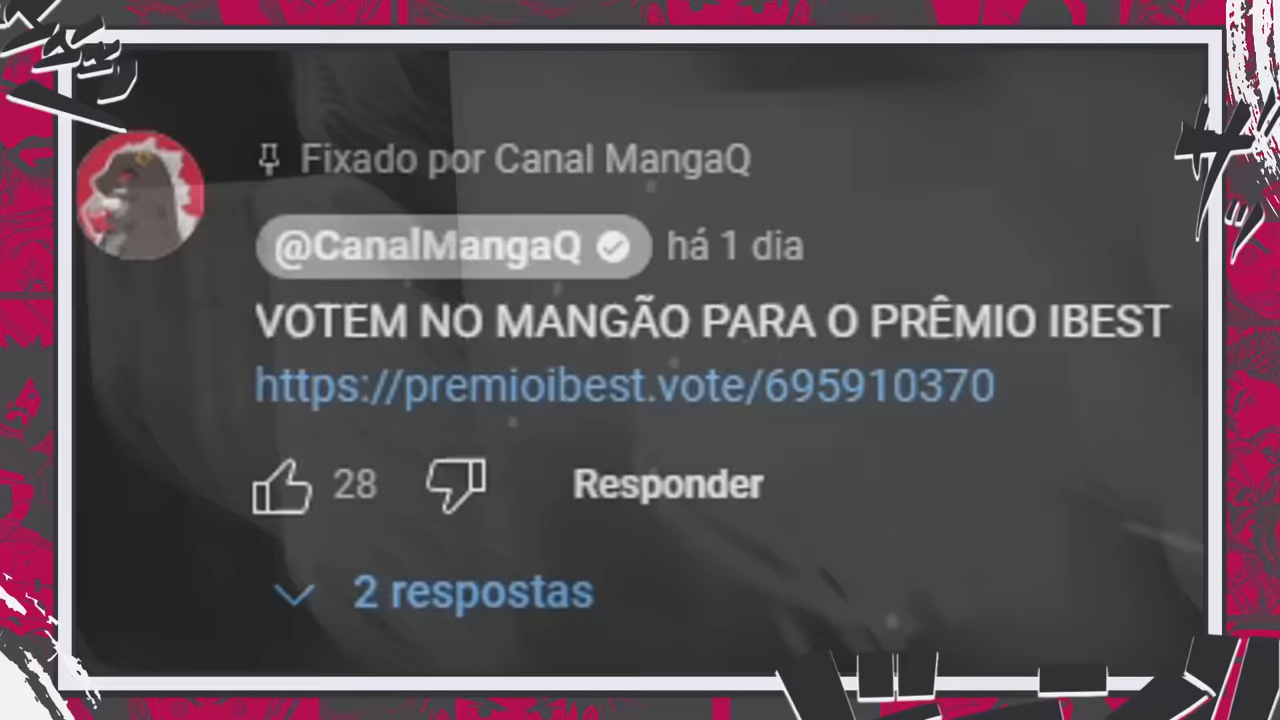 Fixado por Canal MangaQ
@CanalMangaQ há 1 dia
VOTEM NO MANGÃO PARA O PRÊMIO IBEST
https://premioibest.vote/695910370
28 Responder
2 respostas